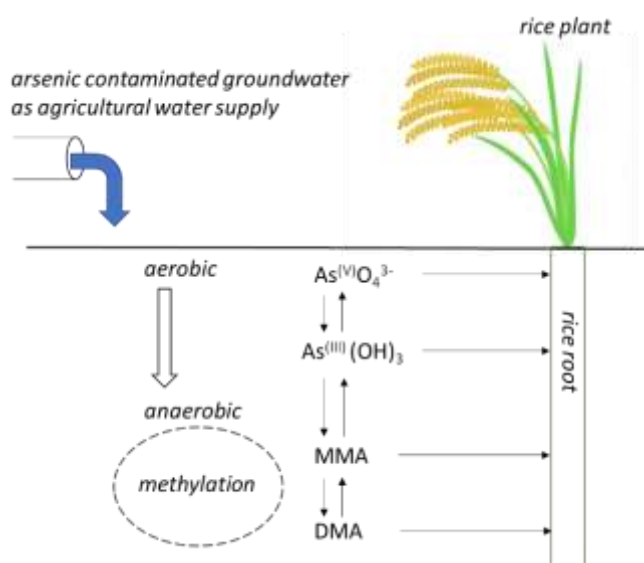 rice plant
arsenic contaminated groundwater
as agricultural water supply
aerobic
As(V)O₄³⁻
As(III) (OH)₃
rice root
anaerobic
MMA
methylation
DMA